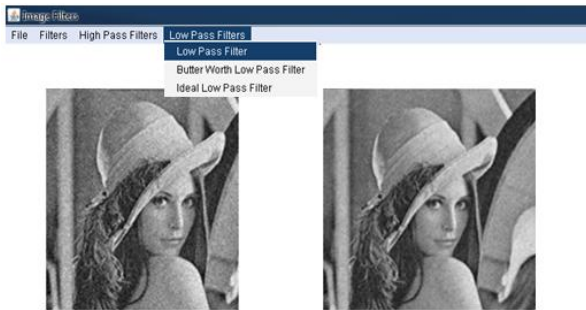 Image Filters
File Filters High Pass Filters Low Pass Filters
Low Pass Filter
Butter Worth Low Pass Filter
Ideal Low Pass Filter